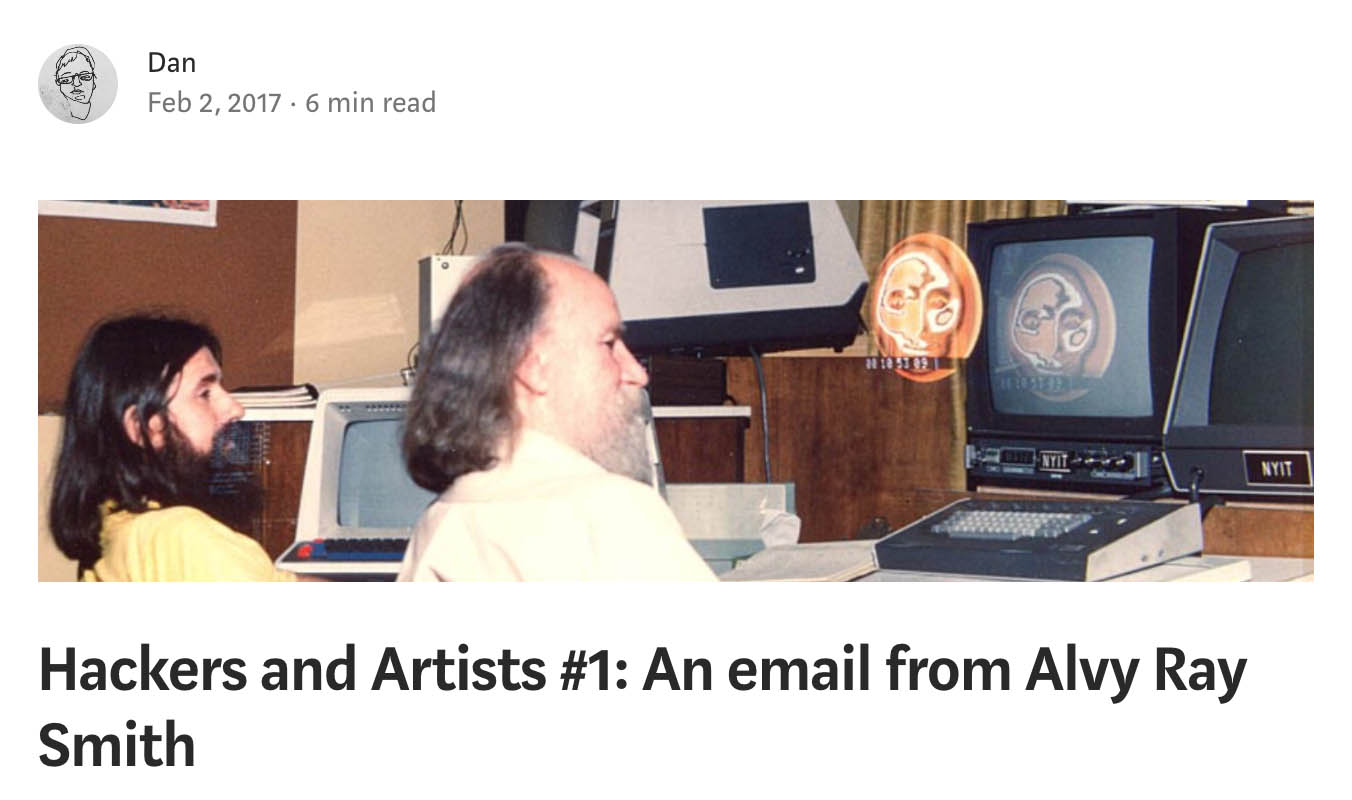 Dan
Feb 2, 2017 · 6 min read
NYIT
NYIT
Hackers and Artists #1: An email from Alvy Ray
Smith